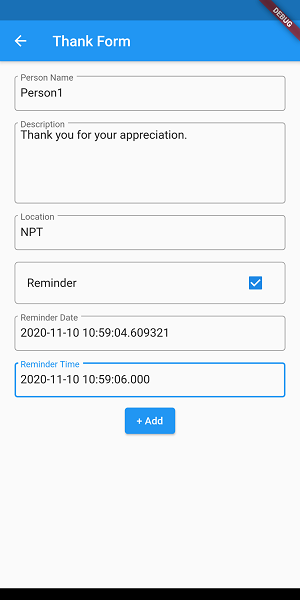 DEBUG
Thank Form
Person Name
Person1
Description
Thank you for your appreciation.
Location
NPT
Reminder
Reminder Date
2020-11-10 10:59:04.609321
Reminder Time
2020-11-10 10:59:06.000
+ Add